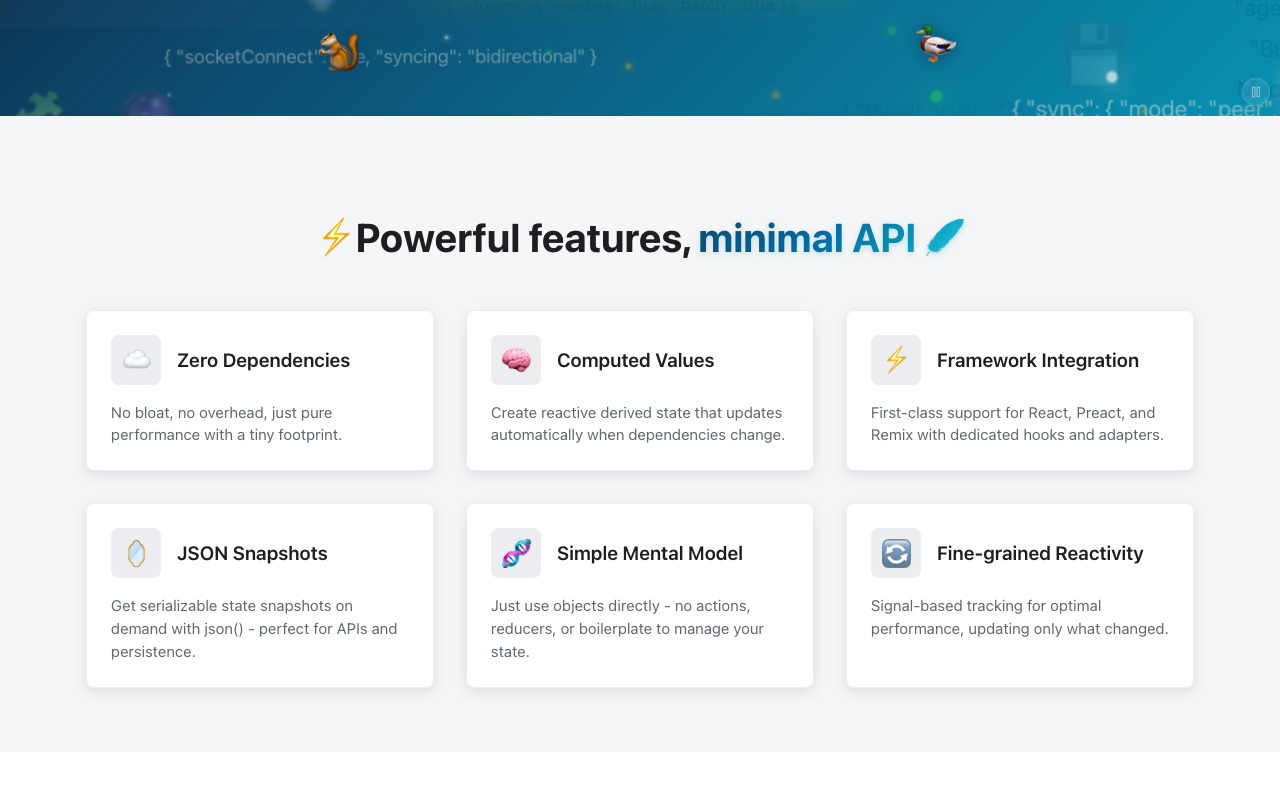 "stream": { "validate": true, "batch": true } }
"age
{ "socketConnect": e, "syncing": "bidirectional" }
{ "sync": { "mode": "peer"
⚡Powerful features, minimal API
Zero Dependencies
No bloat, no overhead, just pure
performance with a tiny footprint.
Computed Values
Create reactive derived state that updates
automatically when dependencies change.
Framework Integration
First-class support for React, Preact, and
Remix with dedicated hooks and adapters.
JSON Snapshots
Get serializable state snapshots on
demand with json() - perfect for APIs and
persistence.
Simple Mental Model
Just use objects directly - no actions,
reducers, or boilerplate to manage your
state.
Fine-grained Reactivity
Signal-based tracking for optimal
performance, updating only what changed.